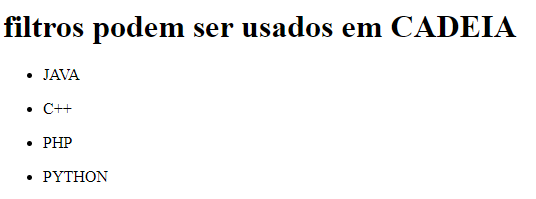 filtros podem ser usados em CADEIA
JAVA
C++
PHP
PYTHON